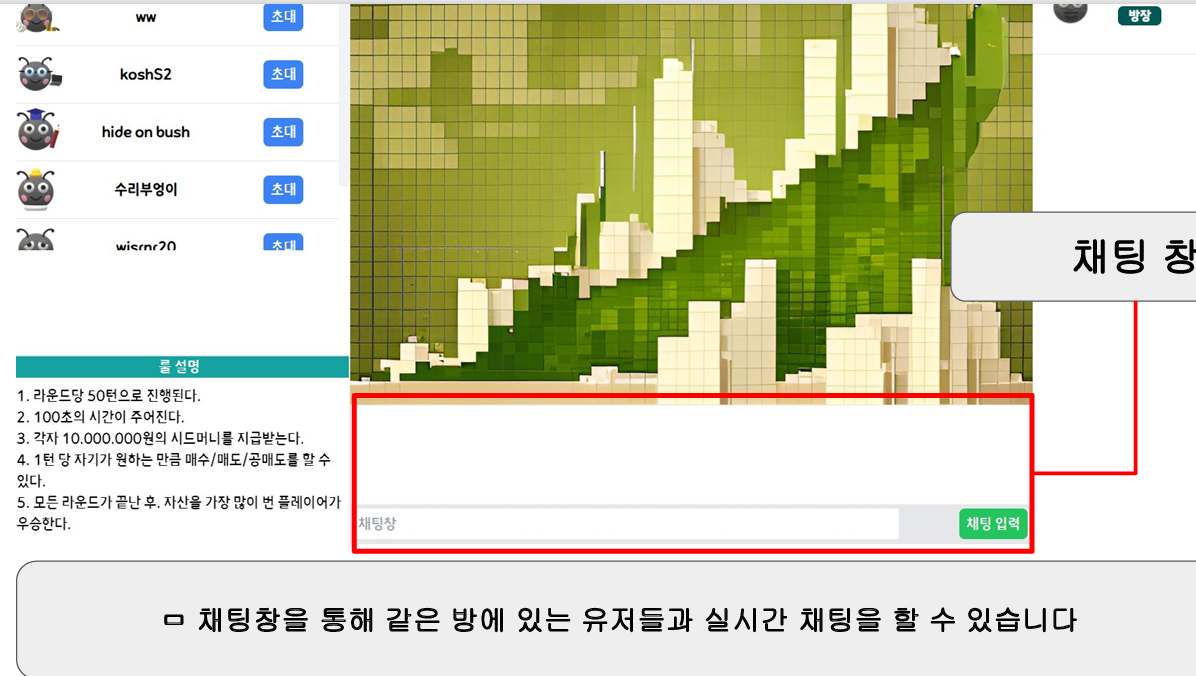 ww 초대
koshS2 초대
hide on bush 초대
수리부엉이 초대
wisrnr20 초대
방장
채팅 창
룰 설명
1. 라운드당 50턴으로 진행된다.
2. 100초의 시간이 주어진다.
3. 각자 10,000,000원의 시드머니를 지급받는다.
4. 1턴 당 자기가 원하는 만큼 매수/매도/공매도를 할 수
있다.
5. 모든 라운드가 끝난 후, 자산을 가장 많이 번 플레이어가
우승한다.
채팅창
채팅 입력
ㅁ 채팅창을 통해 같은 방에 있는 유저들과 실시간 채팅을 할 수 있습니다